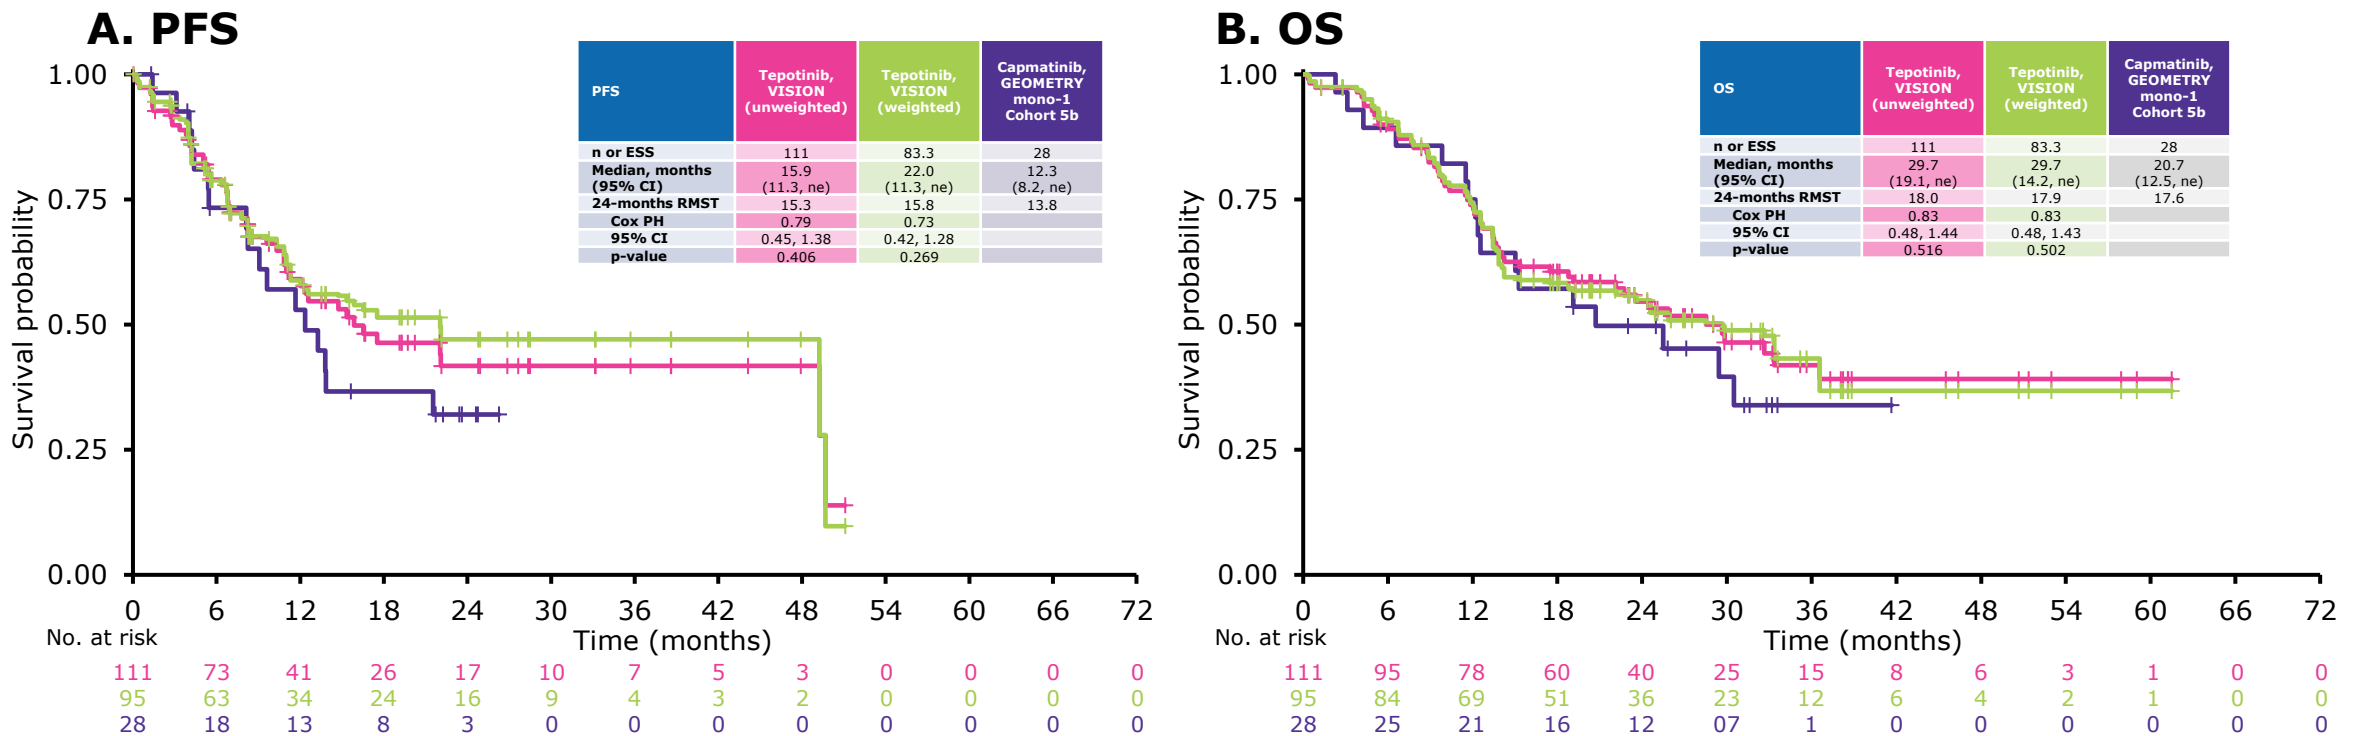 A. PFS
PFS
Tepotinib,
VISION
(unweighted)
Tepotinib,
VISION
(weighted)
Capmatinib,
GEOMETRY
mono-1
Cohort 5b
n or ESS 111 83.3 28
Median, months 15.9 22.0 12.3
(95% CI) (11.3, ne) (11.3, ne) (8.2, ne)
24-months RMST 15.3 15.8 13.8
Cox PH 0.79 0.73
95% CI 0.45, 1.38 0.42, 1.28
p-value 0.406 0.269
Survival probability
1.00
0.75
0.50
0.25
0.00
0 6 12 18 24 30 36 42 48 54 60 66 72
No. at risk
Time (months)
111 73 41 26 17 10 7 5 3 0 0 0 0
95 63 34 24 16 9 4 3 2 0 0 0 0
28 18 13 8 3 0 0 0 0 0 0 0 0
B. OS
OS
Tepotinib,
VISION
(unweighted)
Tepotinib,
VISION
(weighted)
Capmatinib,
GEOMETRY
mono-1
Cohort 5b
n or ESS 111 83.3 28
Median, months 29.7 29.7 20.7
(95% CI) (19.1, ne) (14.2, ne) (12.5, ne)
24-months RMST 18.0 17.9 17.6
Cox PH 0.83 0.83
95% CI 0.48, 1.44 0.48, 1.43
p-value 0.516 0.502
Survival probability
1.00
0.75
0.50
0.25
0.00
0 6 12 18 24 30 36 42 48 54 60 66 72
No. at risk
Time (months)
111 95 78 60 40 25 15 8 6 3 1 0 0
95 84 69 51 36 23 12 6 4 2 1 0 0
28 25 21 16 12 07 1 0 0 0 0 0 0